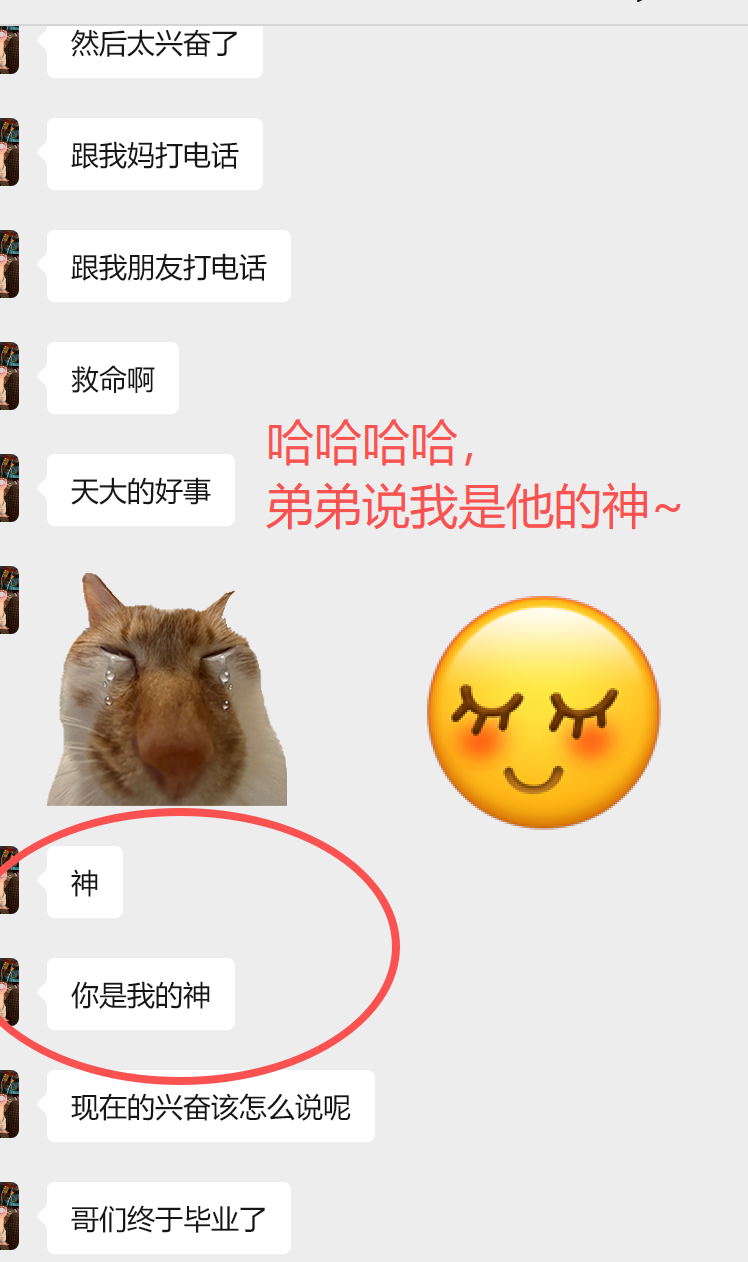 然后太兴奋了
跟我妈打电话
跟我朋友打电话
救命啊
哈哈哈哈，
天大的好事
弟弟说我是他的神~
神
你是我的神
现在的兴奋该怎么说呢
哥们终于毕业了